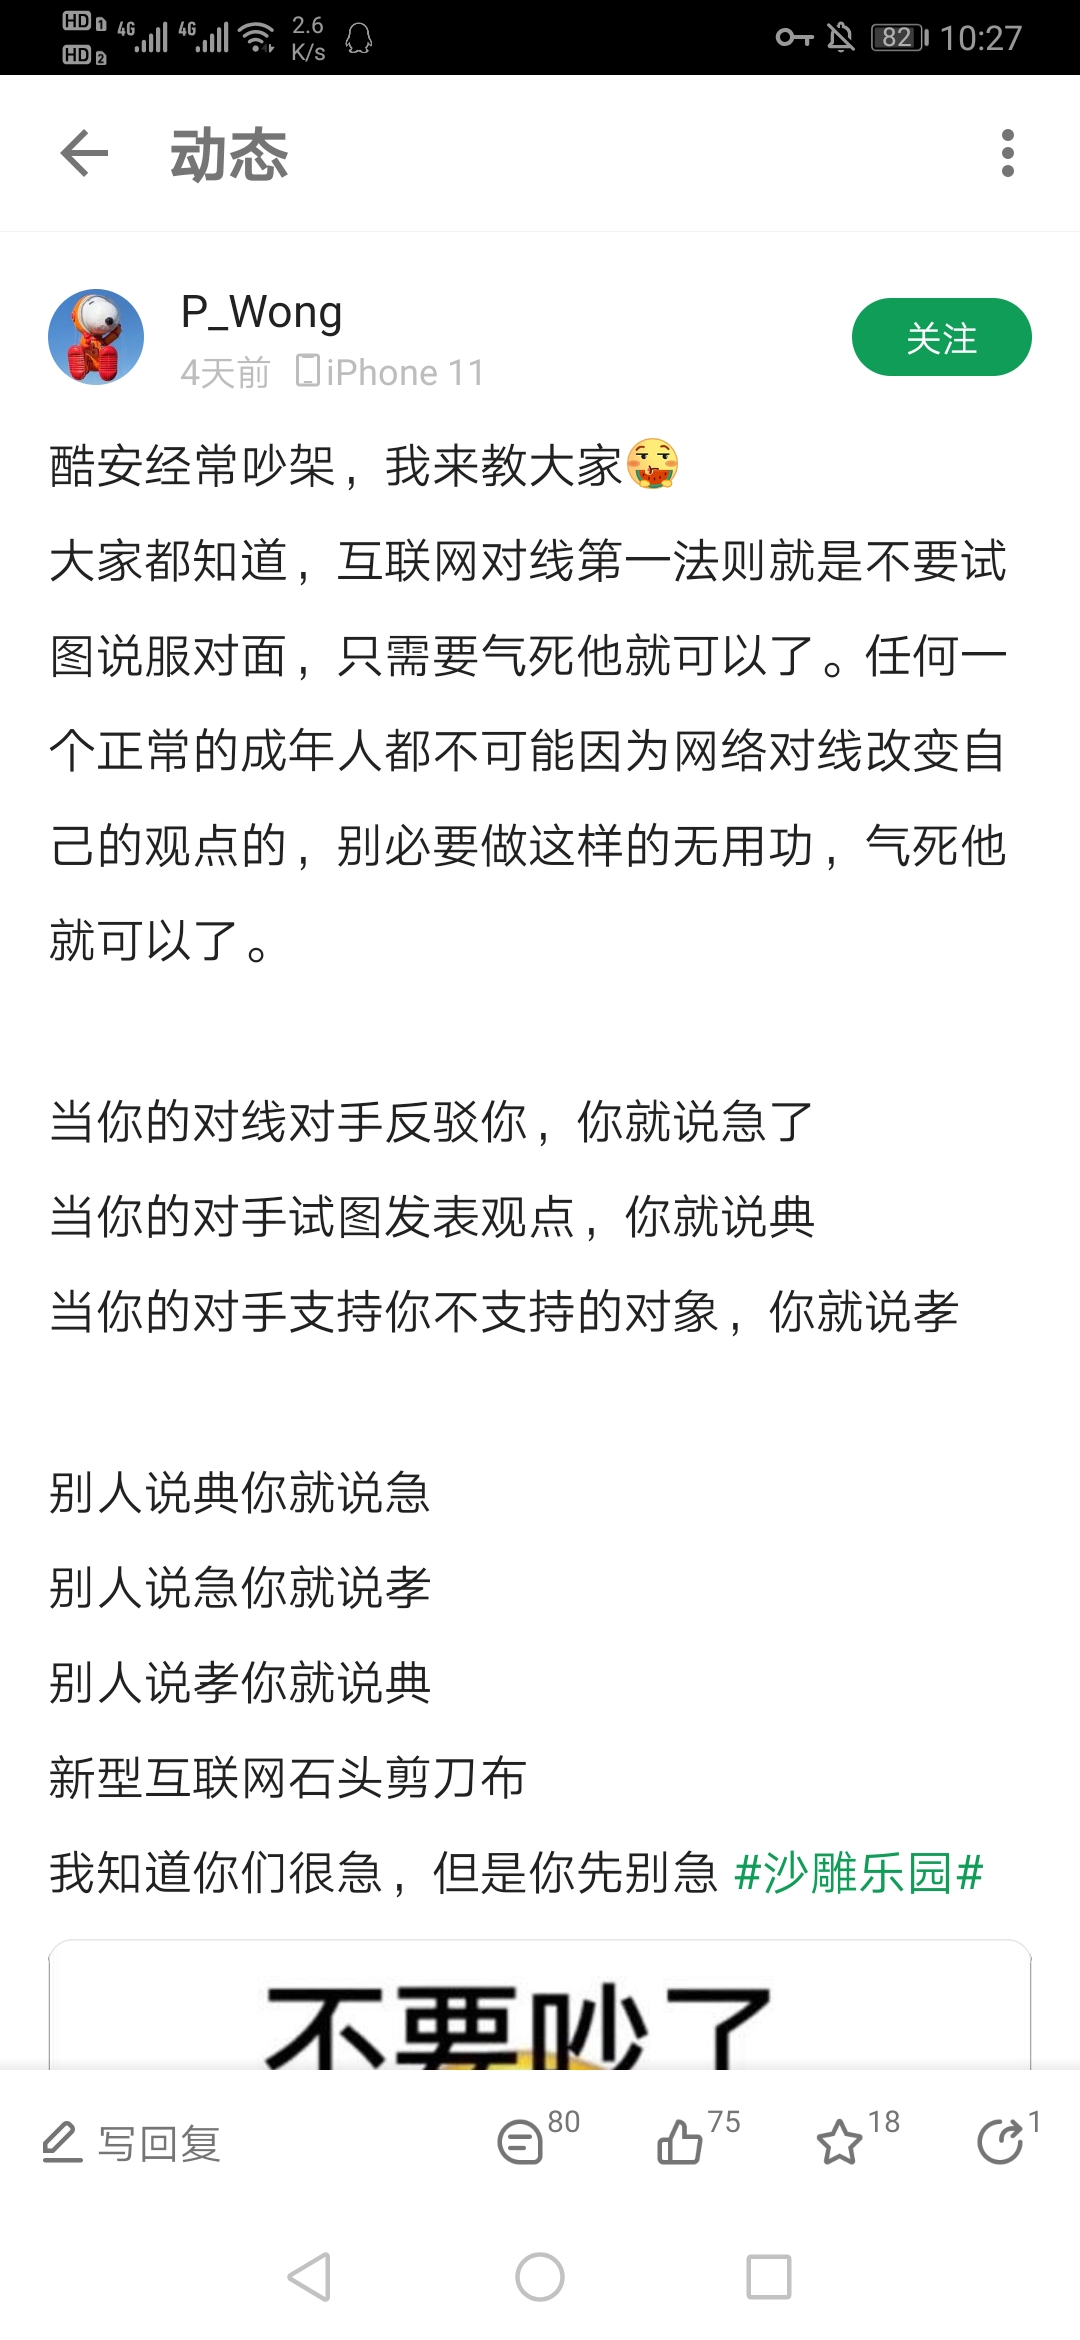 HD 1 4G 4G 2.6 K/s 82 10:27
HD 2
动态
P_Wong
关注
4天前 iPhone 11
酷安经常吵架，我来教大家
大家都知道，互联网对线第一法则就是不要试
图说服对面，只需要气死他就可以了。任何一
个正常的成年人都不可能因为网络对线改变自
己的观点的，别必要做这样的无用功，气死他
就可以了。
当你的对线对手反驳你，你就说急了
当你的对手试图发表观点，你就说典
当你的对手支持你不支持的对象，你就说孝
别人说典你就说急
别人说急你就说孝
别人说孝你就说典
新型互联网石头剪刀布
我知道你们很急，但是你先别急 #沙雕乐园#
不要吵了
写回复 80 75 18 1